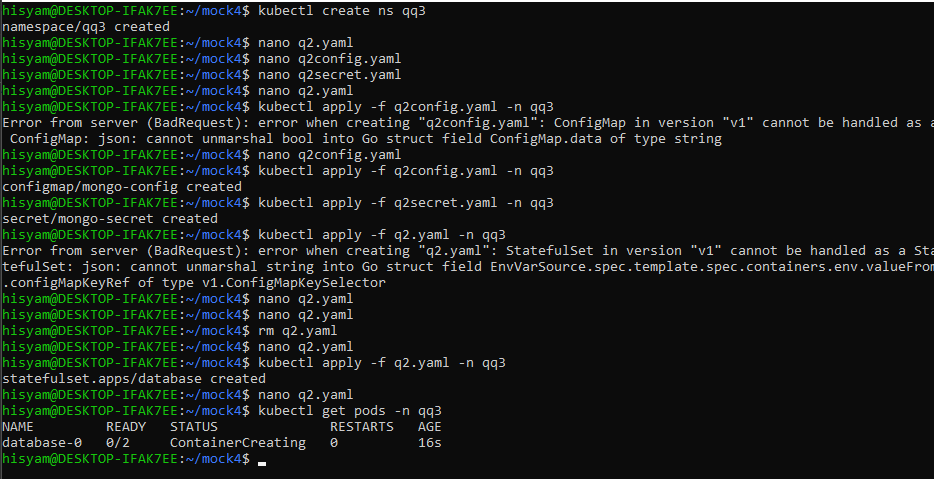 hisyam@DESKTOP-IFAK7EE:~/mock4$ kubectl create ns qq3
namespace/qq3 created
hisyam@DESKTOP-IFAK7EE:~/mock4$ nano q2.yaml
hisyam@DESKTOP-IFAK7EE:~/mock4$ nano q2config.yaml
hisyam@DESKTOP-IFAK7EE:~/mock4$ nano q2secret.yaml
hisyam@DESKTOP-IFAK7EE:~/mock4$ nano q2.yaml
hisyam@DESKTOP-IFAK7EE:~/mock4$ kubectl apply -f q2config.yaml -n qq3
Error from server (BadRequest): error when creating "q2config.yaml": ConfigMap in version "v1" cannot be handled as a
 ConfigMap: json: cannot unmarshal bool into Go struct field ConfigMap.data of type string
hisyam@DESKTOP-IFAK7EE:~/mock4$ nano q2config.yaml
hisyam@DESKTOP-IFAK7EE:~/mock4$ kubectl apply -f q2config.yaml -n qq3
configmap/mongo-config created
hisyam@DESKTOP-IFAK7EE:~/mock4$ kubectl apply -f q2secret.yaml -n qq3
secret/mongo-secret created
hisyam@DESKTOP-IFAK7EE:~/mock4$ kubectl apply -f q2.yaml -n qq3
Error from server (BadRequest): error when creating "q2.yaml": StatefulSet in version "v1" cannot be handled as a Sta
tefulSet: json: cannot unmarshal string into Go struct field EnvVarSource.spec.template.spec.containers.env.valueFrom
.configMapKeyRef of type v1.ConfigMapKeySelector
hisyam@DESKTOP-IFAK7EE:~/mock4$ nano q2.yaml
hisyam@DESKTOP-IFAK7EE:~/mock4$ nano q2.yaml
hisyam@DESKTOP-IFAK7EE:~/mock4$ rm q2.yaml
hisyam@DESKTOP-IFAK7EE:~/mock4$ nano q2.yaml
hisyam@DESKTOP-IFAK7EE:~/mock4$ kubectl apply -f q2.yaml -n qq3
statefulset.apps/database created
hisyam@DESKTOP-IFAK7EE:~/mock4$ nano q2.yaml
hisyam@DESKTOP-IFAK7EE:~/mock4$ kubectl get pods -n qq3
NAME         READY   STATUS              RESTARTS   AGE
database-0   0/2     ContainerCreating   0          16s
hisyam@DESKTOP-IFAK7EE:~/mock4$